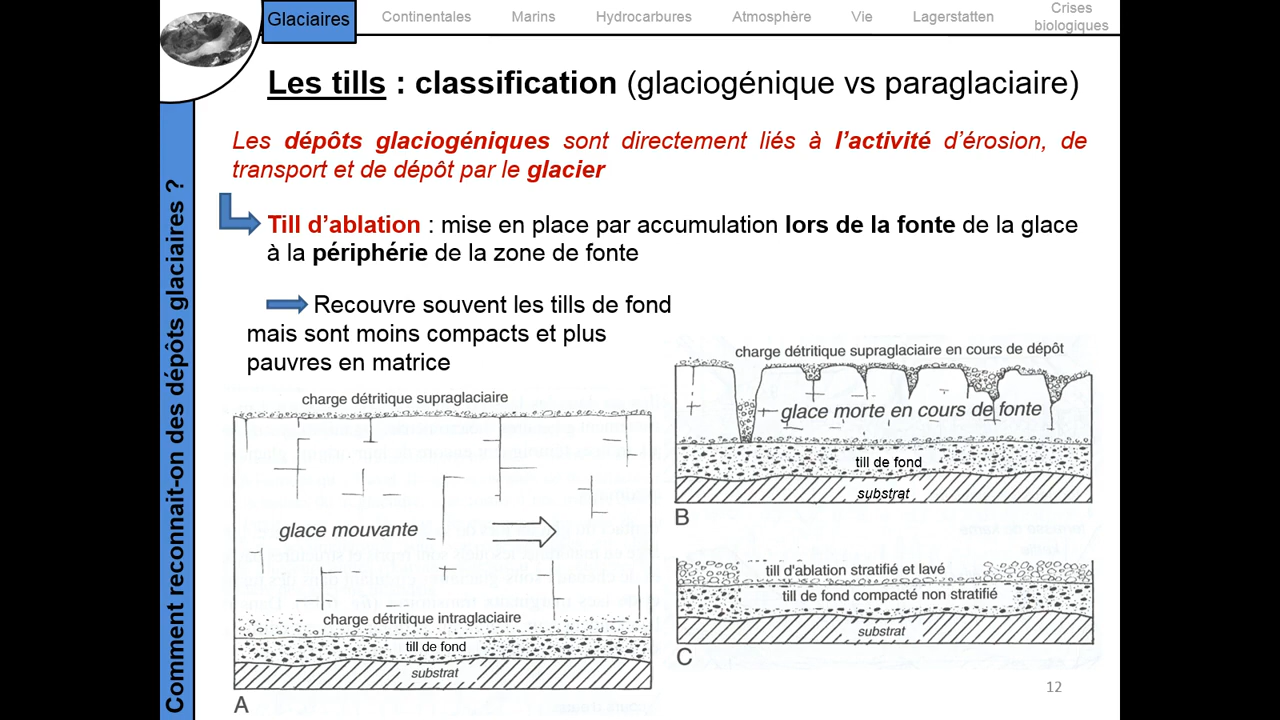 Glaciaires
Continentales
Marins
Hydrocarbures
Atmosphère
Vie
Lagerstatten
Crises
biologiques
Comment reconnait-on des dépôts glaciaires ?
Les tills : classification (glaciogénique vs paraglaciaire)
Les dépôts glaciogéniques sont directement liés à l’activité d’érosion, de
transport et de dépôt par le glacier
Till d’ablation : mise en place par accumulation lors de la fonte de la glace
à la périphérie de la zone de fonte
Recouvre souvent les tills de fond
mais sont moins compacts et plus
pauvres en matrice
charge détritique supraglaciaire
glace mouvante
charge détritique intraglaciaire
till de fond
substrat
A
charge détritique supraglaciaire en cours de dépôt
glace morte en cours de fonte
till de fond
substrat
B
till d'ablation stratifié et lavé
till de fond compacté non stratifié
substrat
C
12